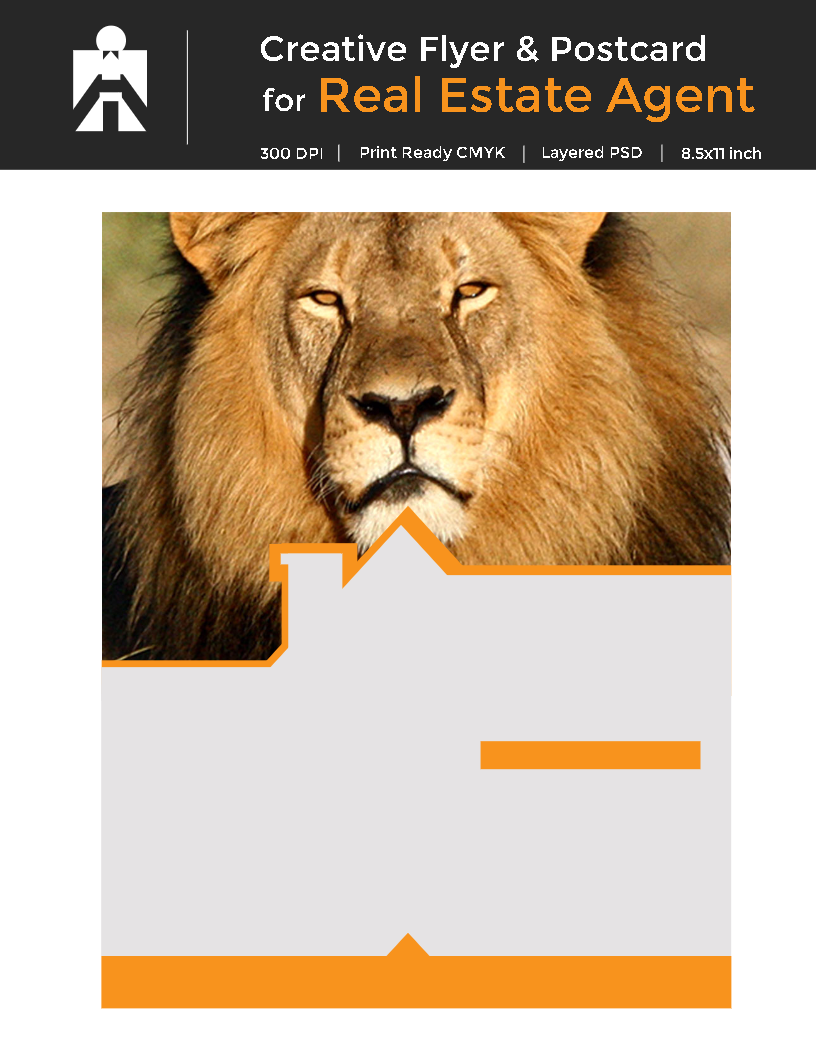 Creative Flyer & Postcard
for Real Estate Agent
300 DPI | Print Ready CMYK | Layered PSD | 8.5x11 inch